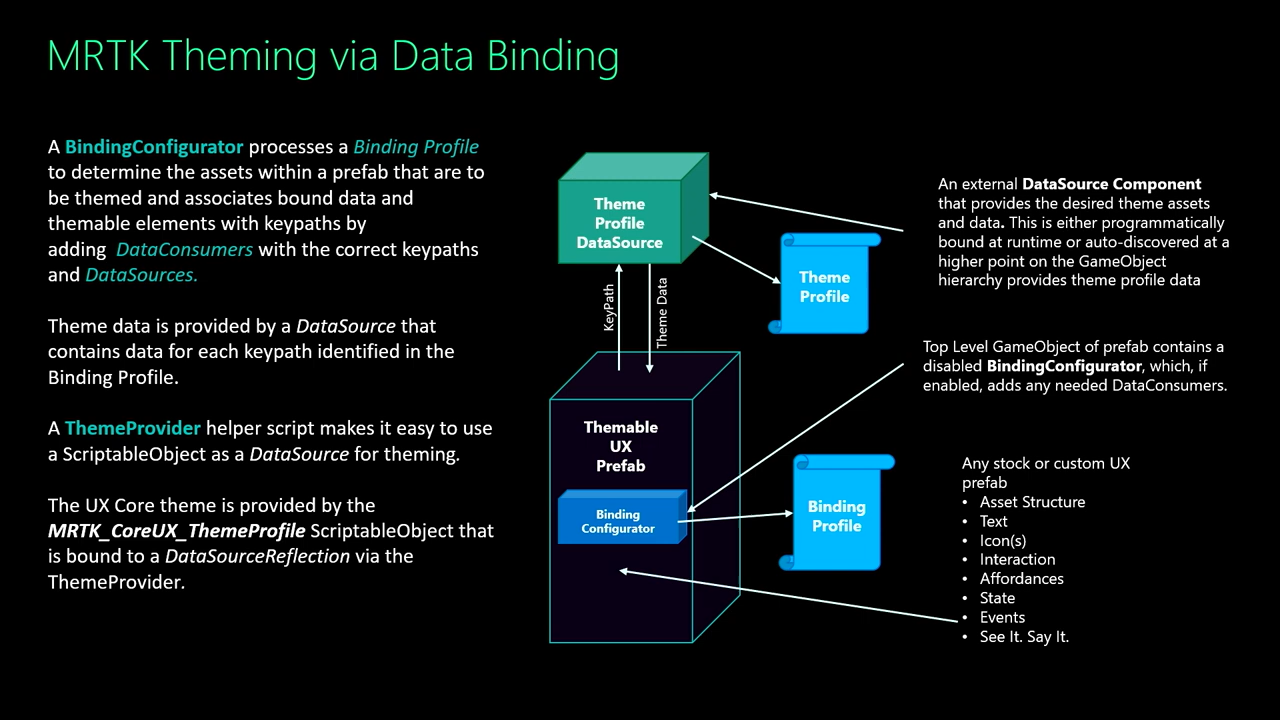 MRTK Theming via Data Binding
A BindingConfigurator processes a Binding Profile
to determine the assets within a prefab that are to
be themed and associates bound data and
themable elements with keypaths by
adding DataConsumers with the correct keypaths
and DataSources.
Theme data is provided by a DataSource that
contains data for each keypath identified in the
Binding Profile.
A ThemeProvider helper script makes it easy to use
a ScriptableObject as a DataSource for theming.
The UX Core theme is provided by the
MRTK_CoreUX_ThemeProfile ScriptableObject that
is bound to a DataSourceReflection via the
ThemeProvider.
Theme
Profile
DataSource
Theme
Profile
KeyPath
Theme Data
Themable
UX
Prefab
Binding
Configurator
Binding
Profile
An external DataSource Component
that provides the desired theme assets
and data. This is either programmatically
bound at runtime or auto-discovered at a
higher point on the GameObject
hierarchy provides theme profile data
Top Level GameObject of prefab contains a
disabled BindingConfigurator, which, if
enabled, adds any needed DataConsumers.
Any stock or custom UX
prefab
• Asset Structure
• Text
• Icon(s)
• Interaction
• Affordances
• State
• Events
• See It. Say It.